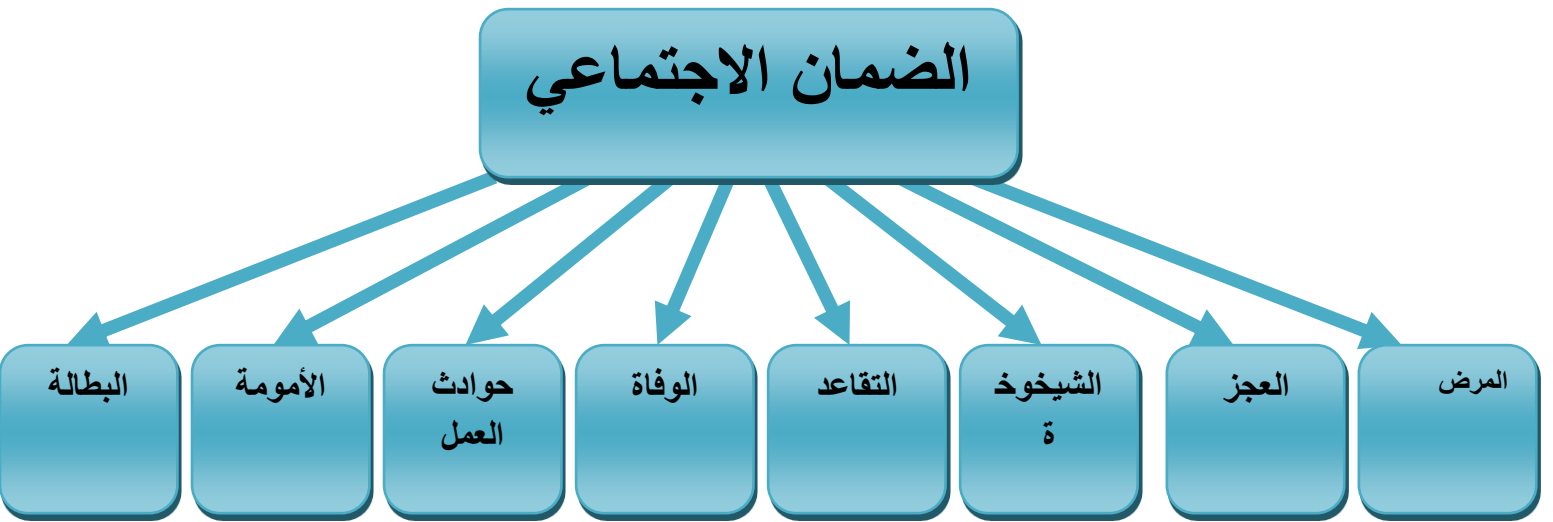 الضمان الاجتماعي
المرض
العجز
الشيخوخ
ة
التقاعد
الوفاة
حوادث
العمل
الأمومة
البطالة